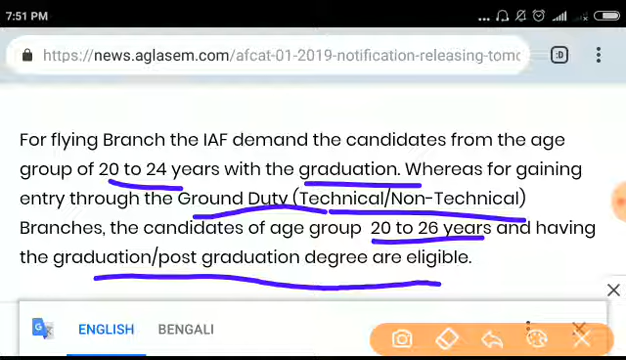 7:51 PM
https://news.aglasem.com/afcat-01-2019-notification-releasing-tomo
:D
For flying Branch the IAF demand the candidates from the age
group of 20 to 24 years with the graduation. Whereas for gaining
entry through the Ground Duty (Technical/Non-Technical)
Branches, the candidates of age group 20 to 26 years and having
the graduation/post graduation degree are eligible.
ENGLISH BENGALI